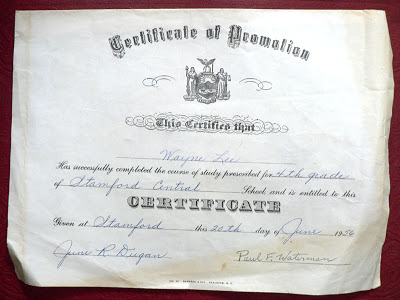 Certificate of Promotion
This Certifies that
Wayne Lee
Has successfully completed the course of study prescribed for 4th grade
of Stamford Central School and is entitled to this
CERTIFICATE
Given at Stamford this 20th day of June 1956
June R. Dugan
Paul F. Waterman